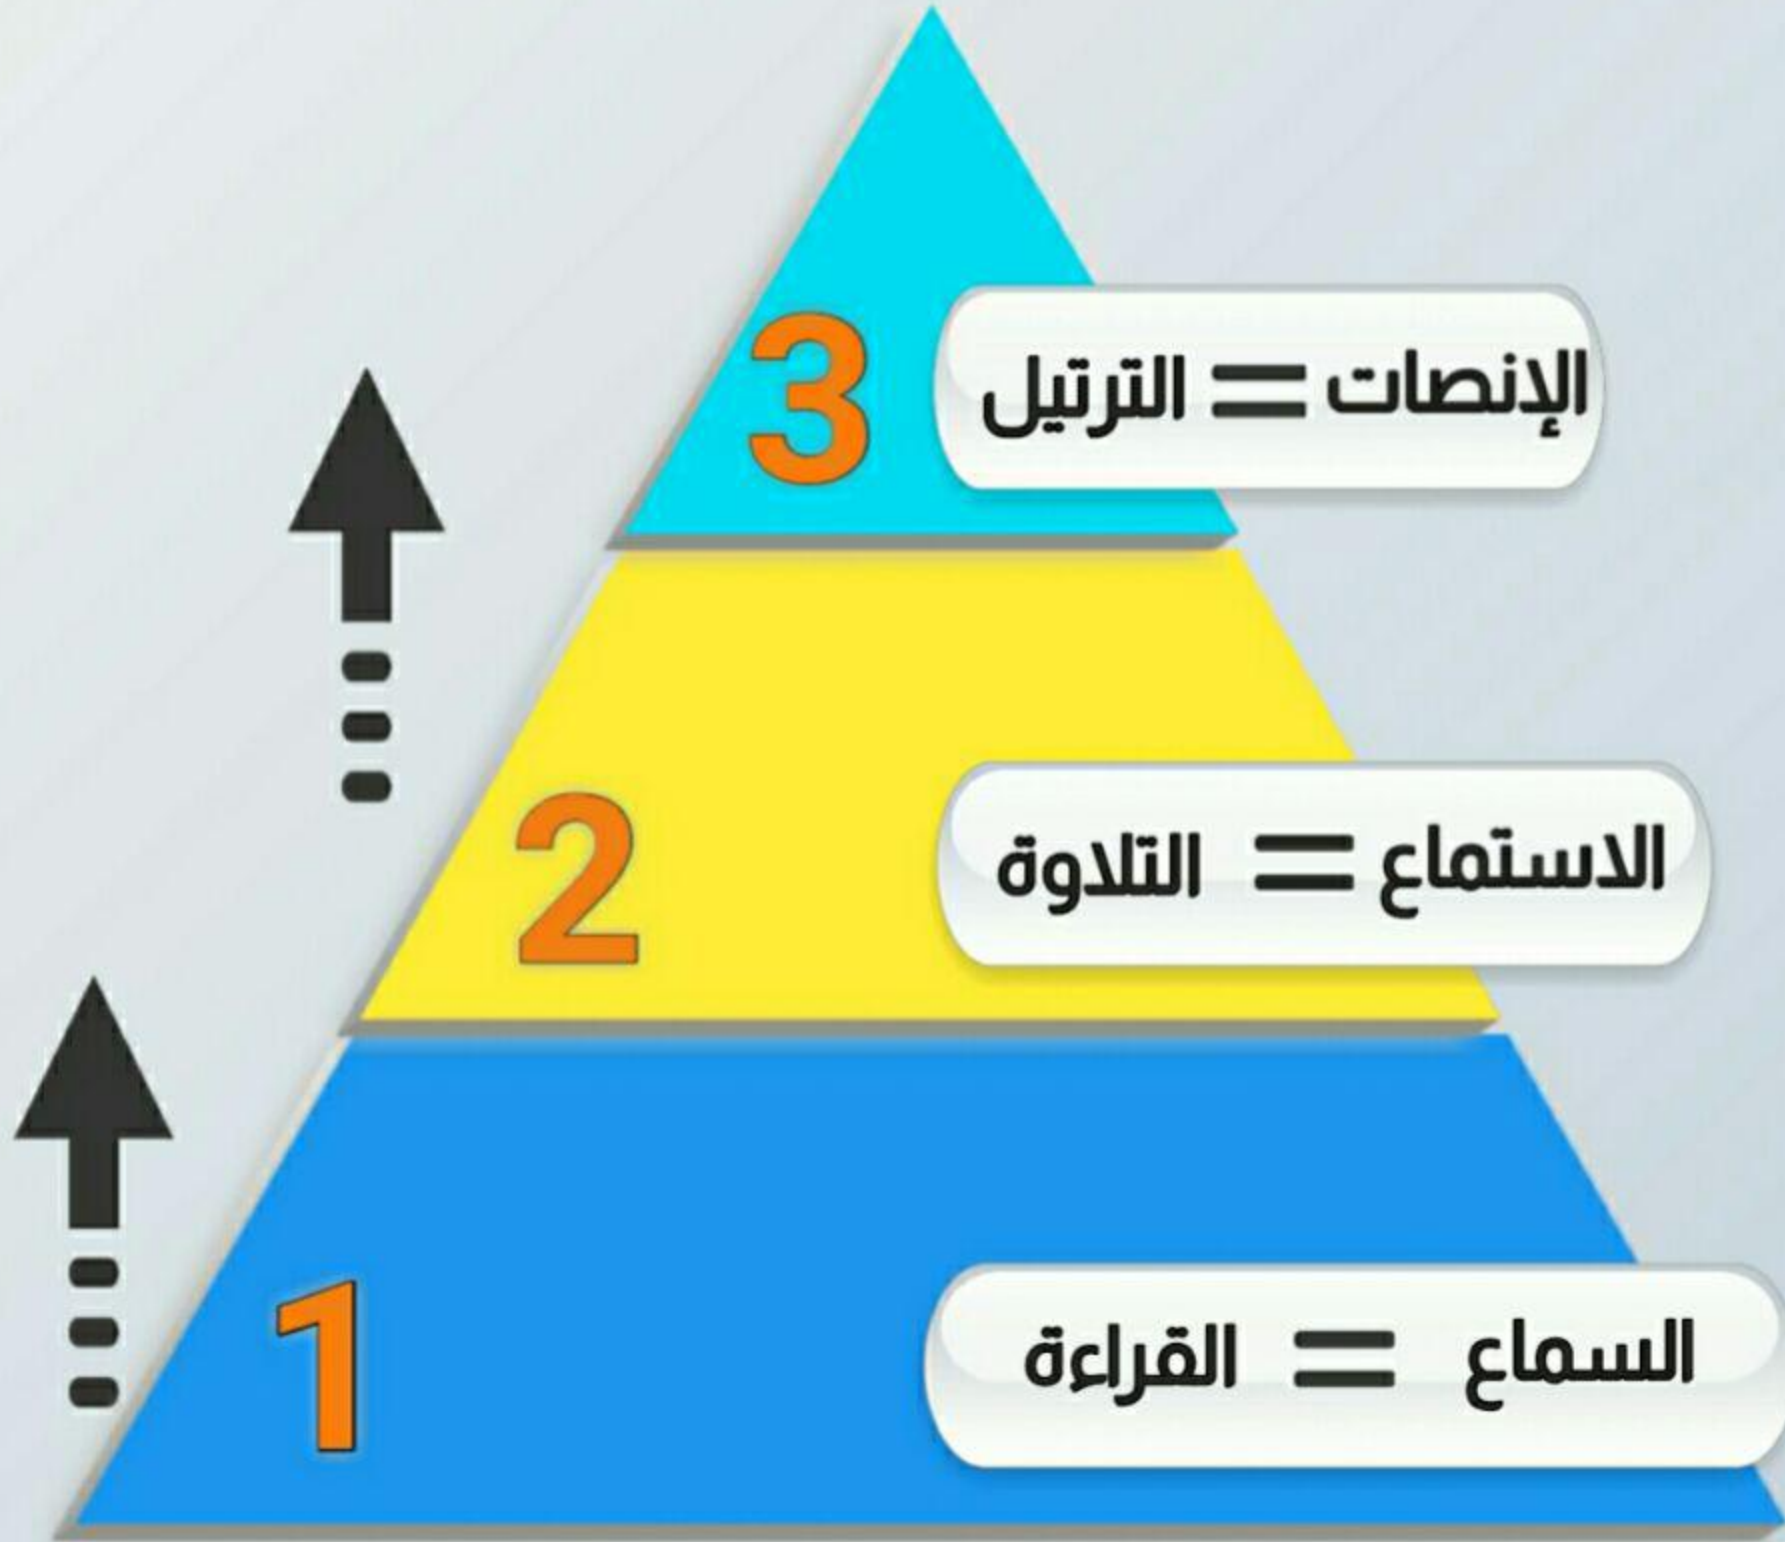 3
الإنصات = الترتيل
2
الاستماع = التلاوة
1
السماع = القراءة